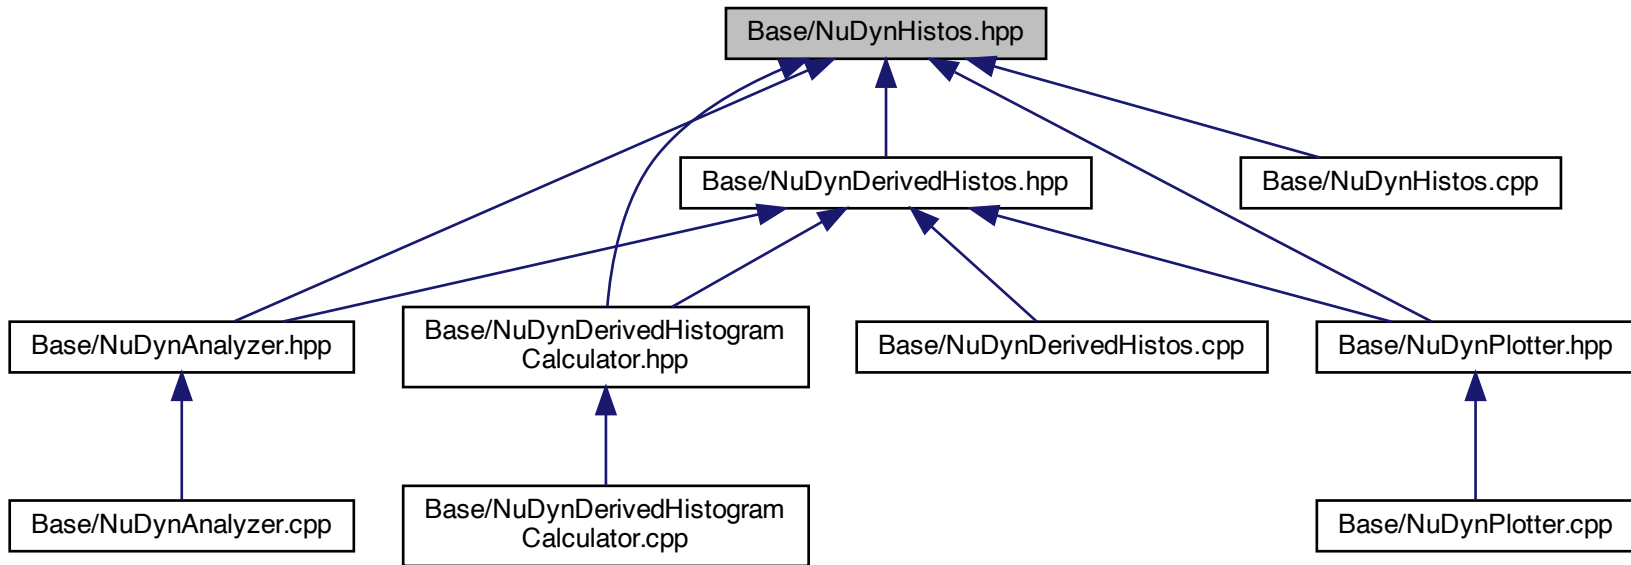 Base/NuDynHistos.hpp
Base/NuDynDerivedHistos.hpp
Base/NuDynHistos.cpp
Base/NuDynAnalyzer.hpp
Base/NuDynDerivedHistogram
Calculator.hpp
Base/NuDynDerivedHistos.cpp
Base/NuDynPlotter.hpp
Base/NuDynAnalyzer.cpp
Base/NuDynDerivedHistogram
Calculator.cpp
Base/NuDynPlotter.cpp